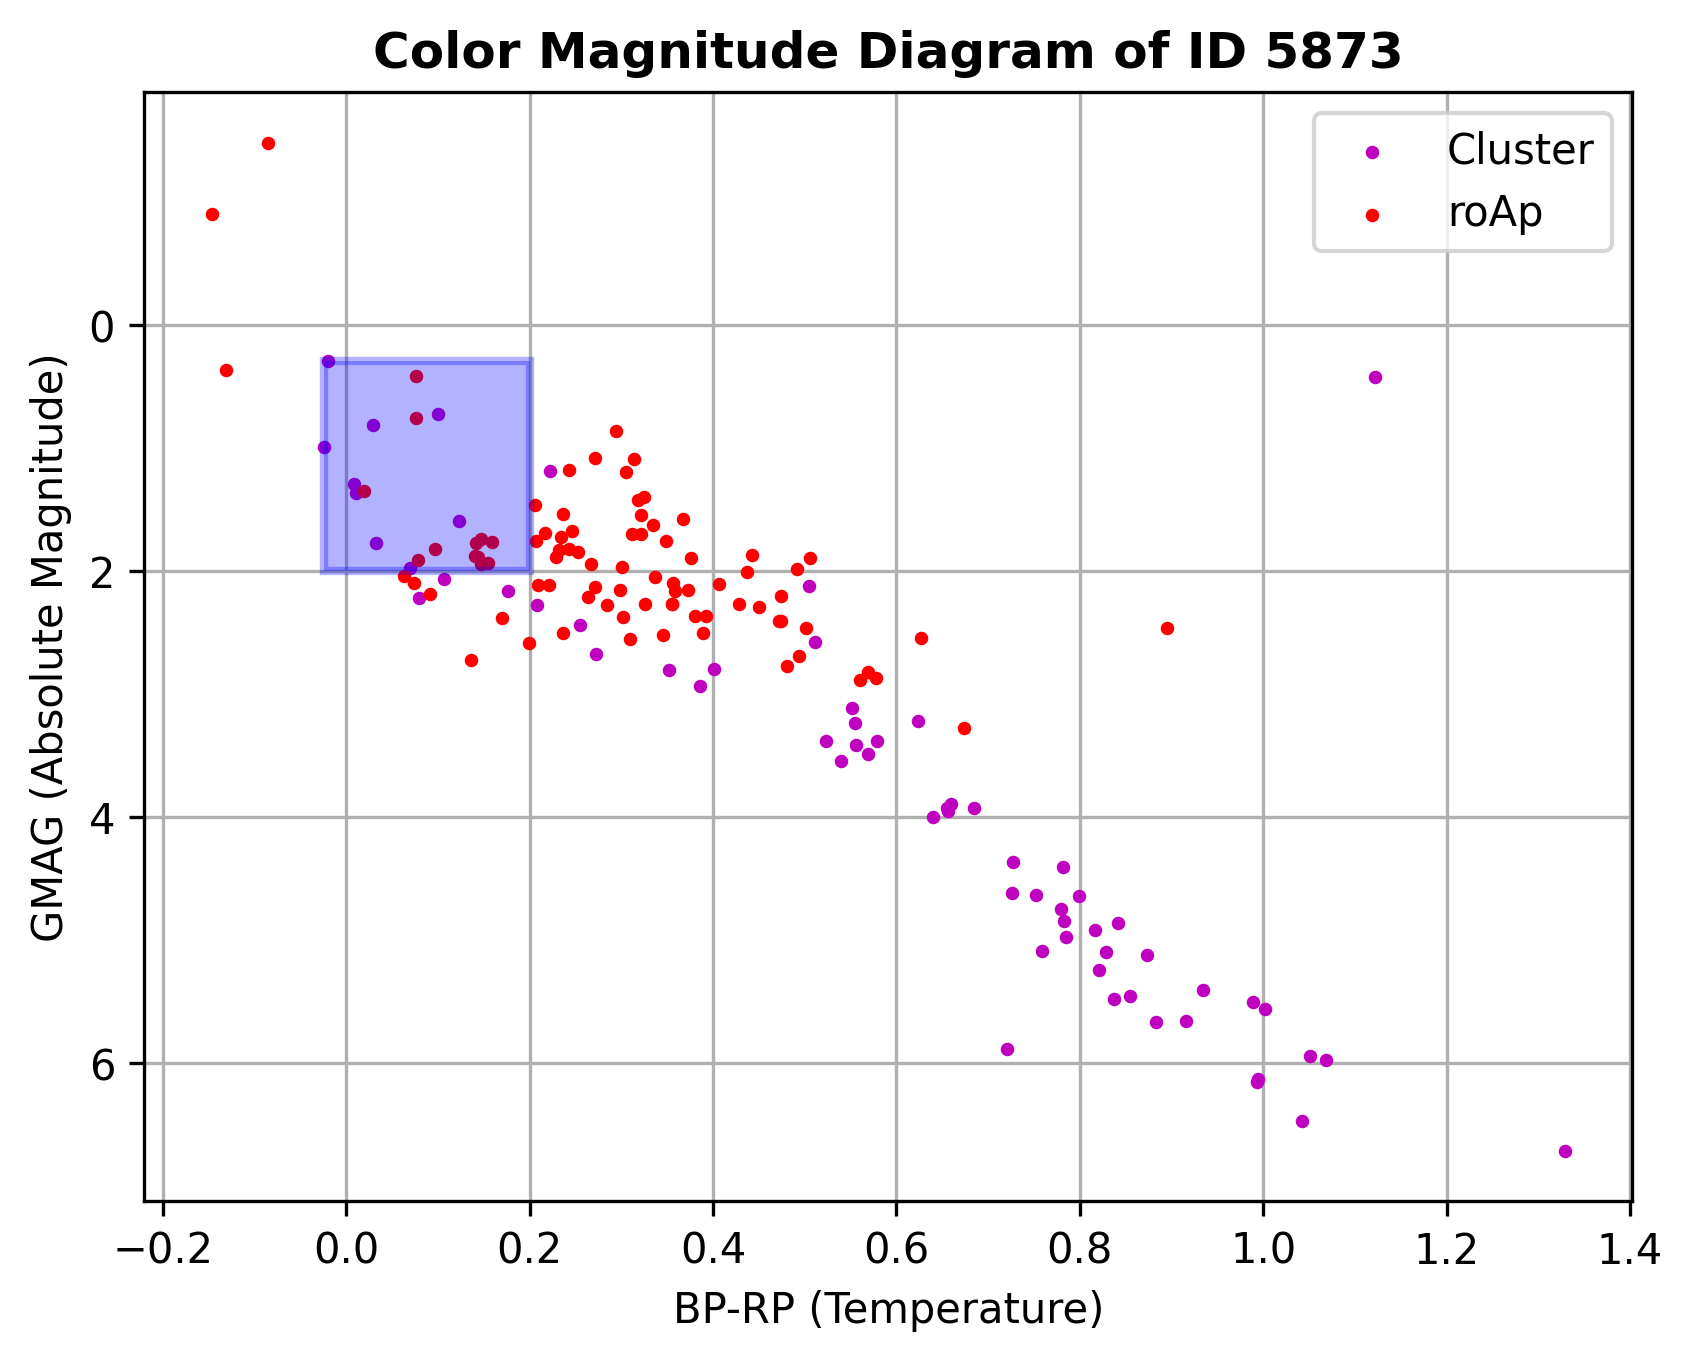 Color Magnitude Diagram of ID 5873
Cluster
roAp
GMAG (Absolute Magnitude)
0
2
4
6
−0.2 0.0 0.2 0.4 0.6 0.8 1.0 1.2 1.4
BP-RP (Temperature)